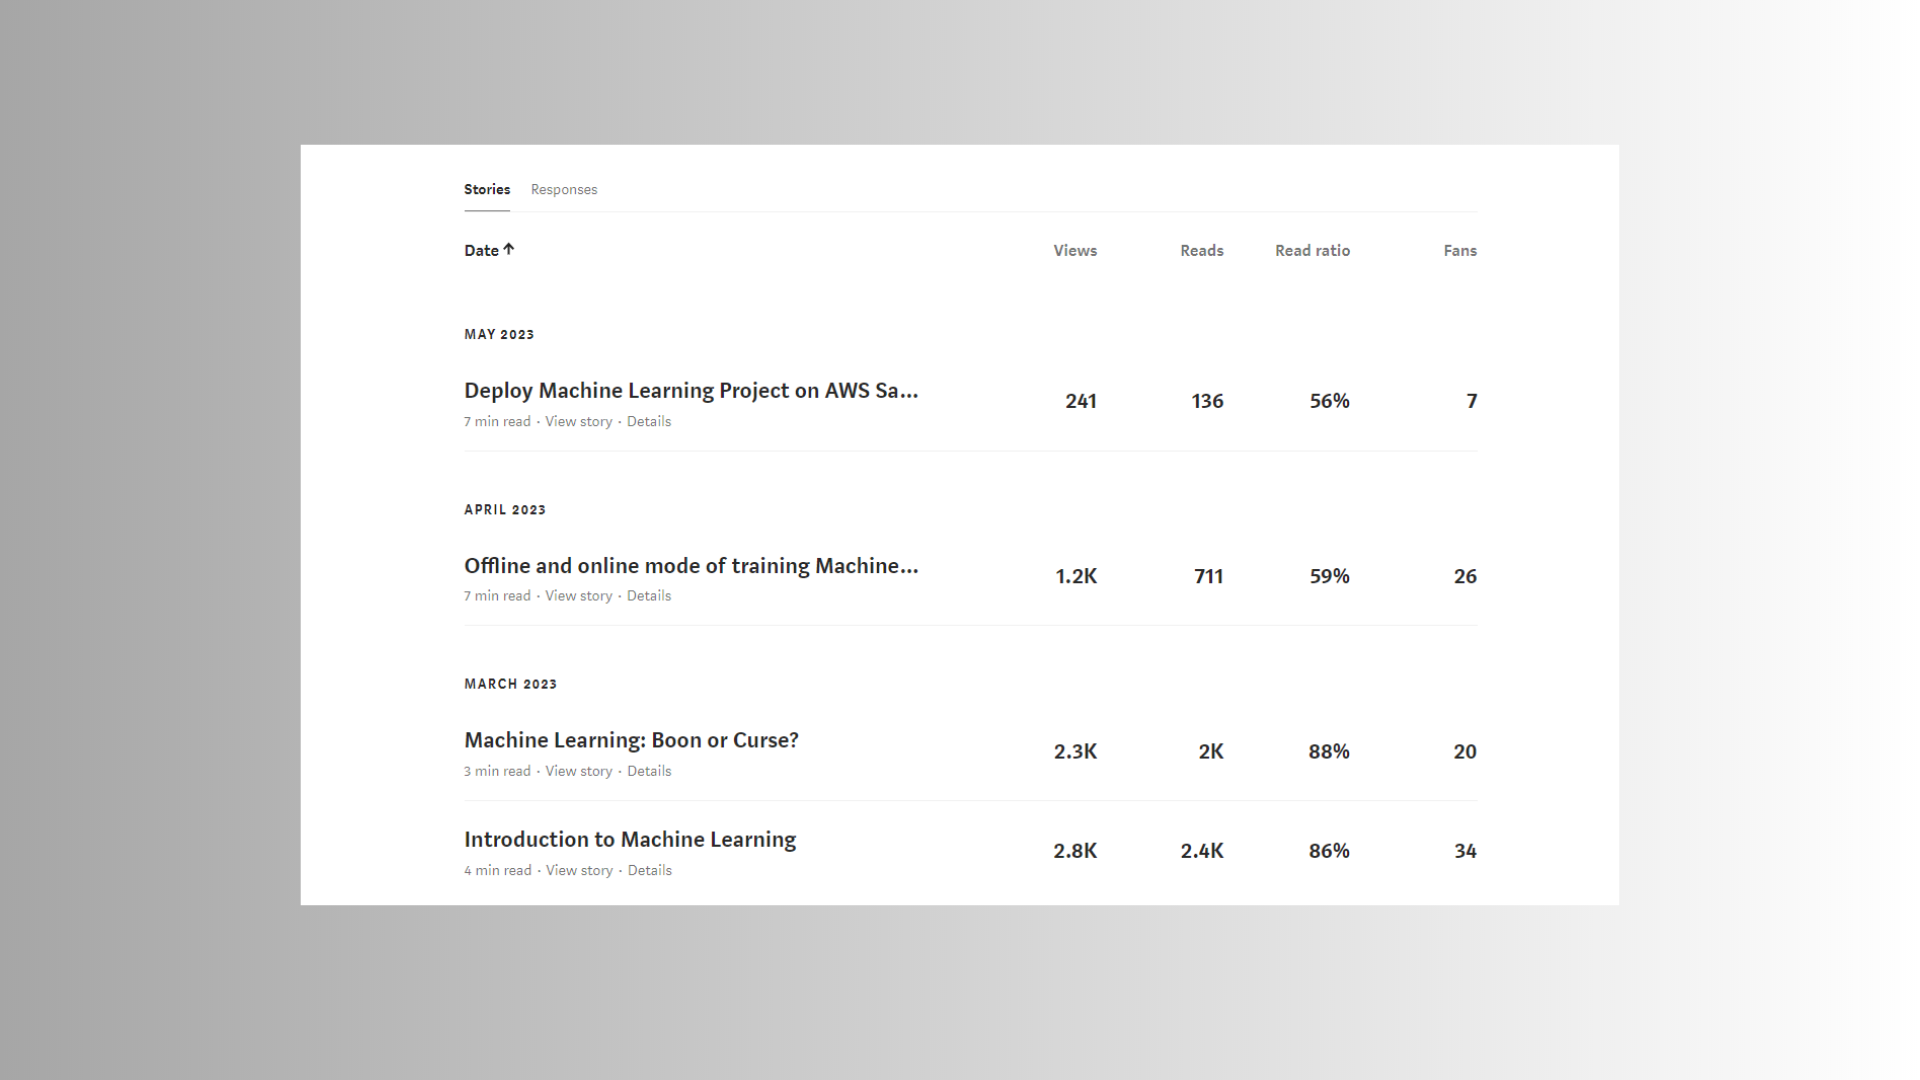 Stories Responses
Date ↑ Views Reads Read ratio Fans
MAY 2023
Deploy Machine Learning Project on AWS Sa... 241 136 56% 7
7 min read · View story · Details
APRIL 2023
Offline and online mode of training Machine... 1.2K 711 59% 26
7 min read · View story · Details
MARCH 2023
Machine Learning: Boon or Curse? 2.3K 2K 88% 20
3 min read · View story · Details
Introduction to Machine Learning 2.8K 2.4K 86% 34
4 min read · View story · Details